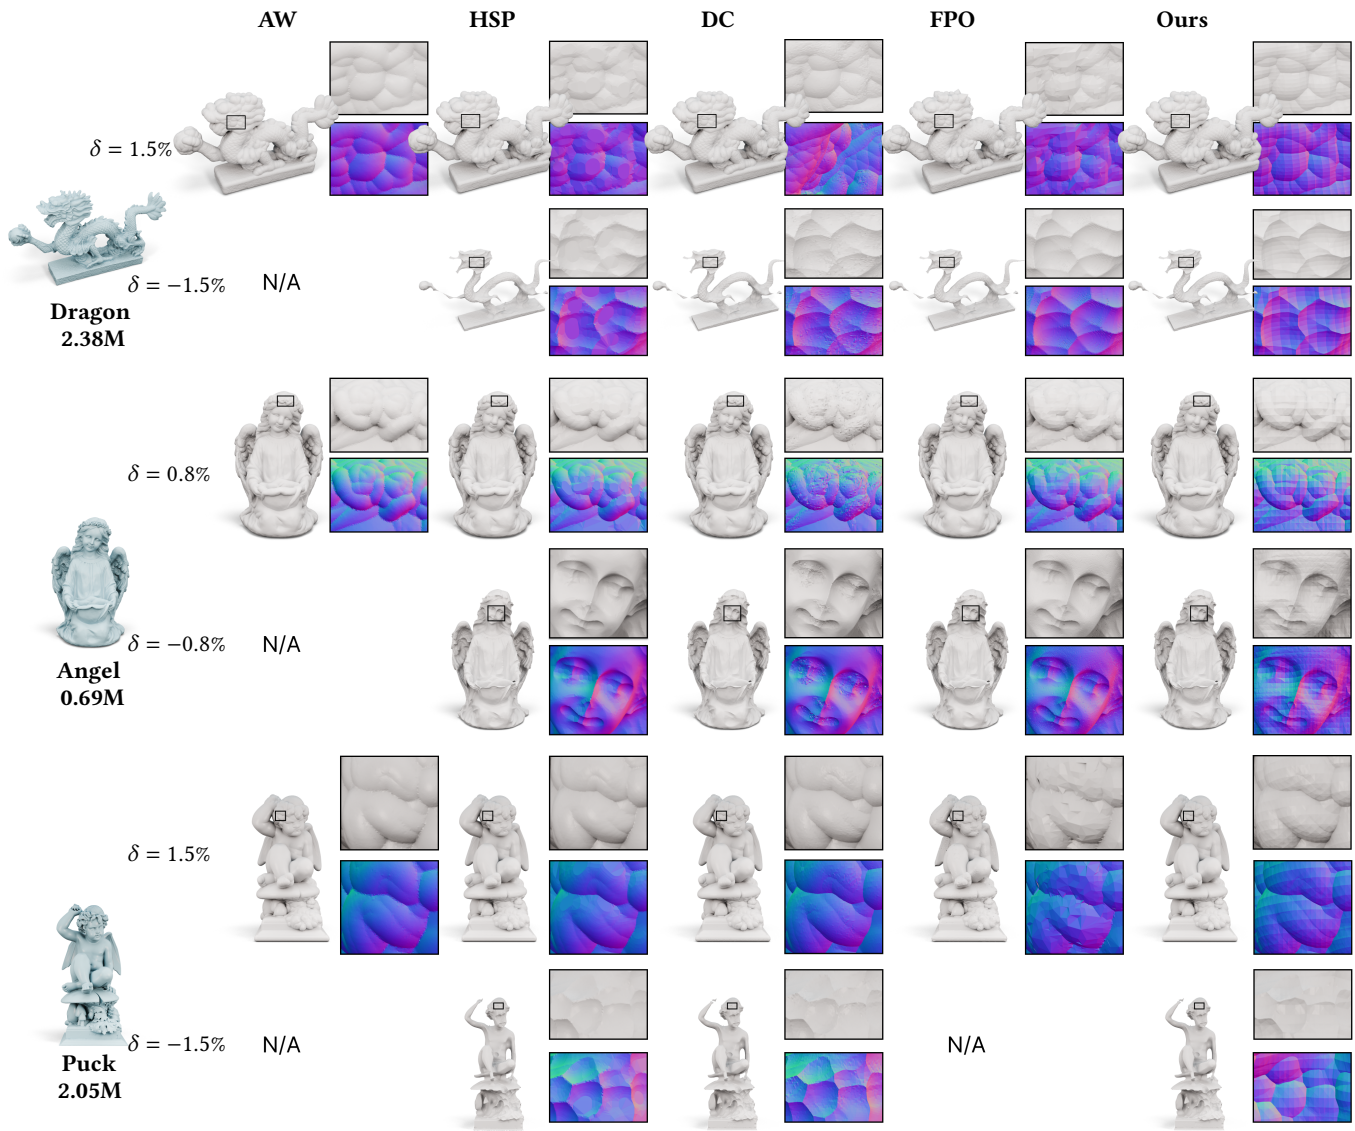 AW HSP DC FPO Ours
δ = 1.5%
δ = −1.5% N/A
Dragon
2.38M
δ = 0.8%
δ = −0.8% N/A
Angel
0.69M
δ = 1.5%
δ = −1.5% N/A N/A
Puck
2.05M